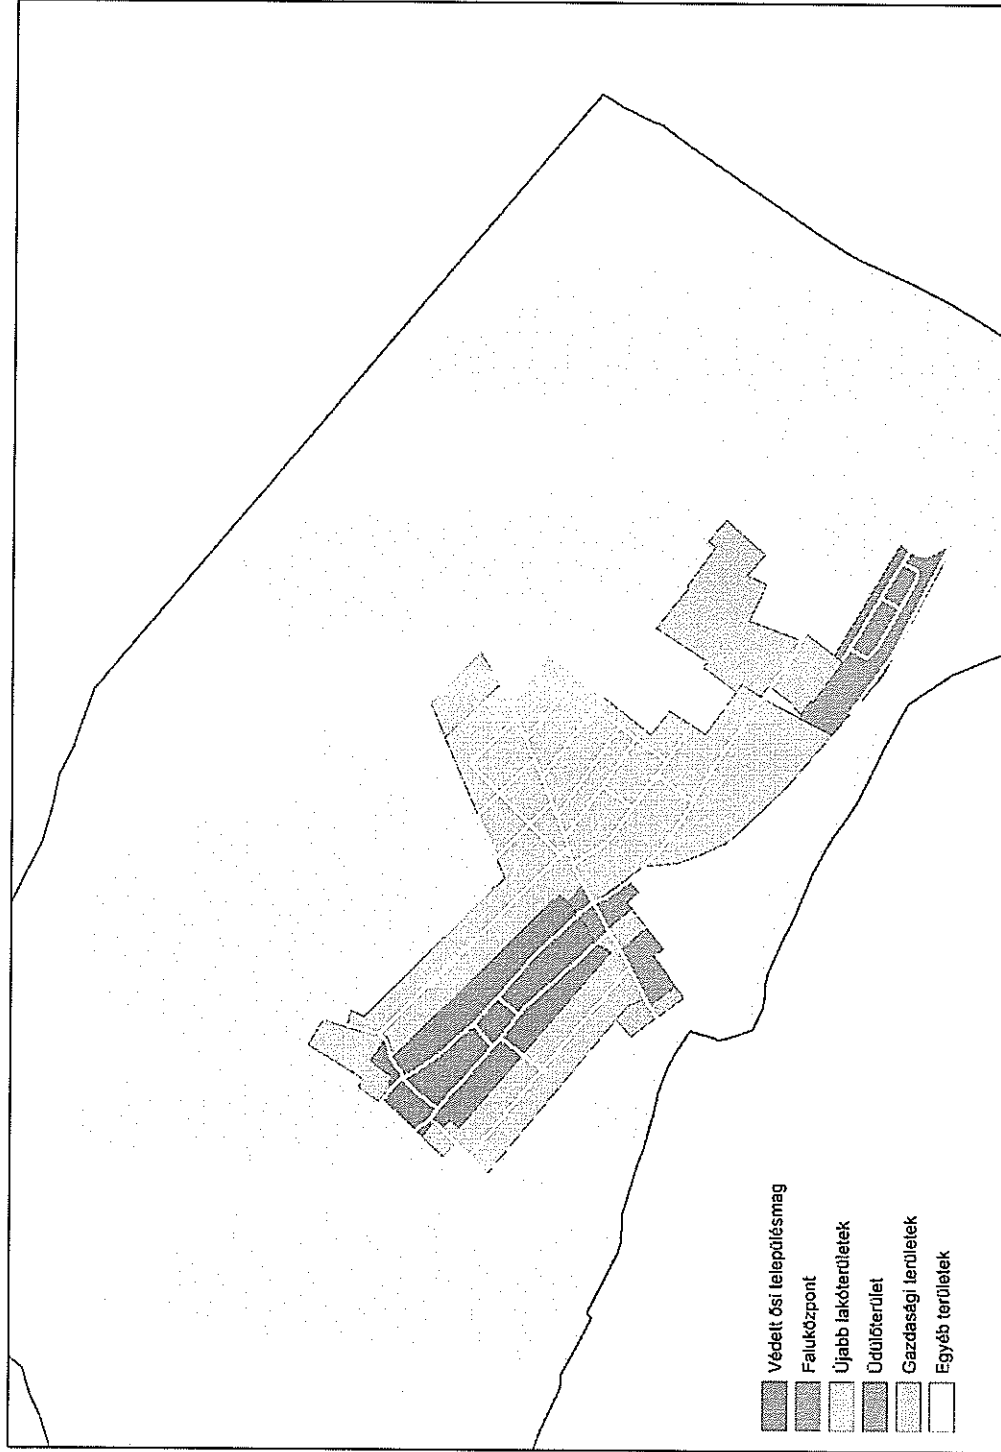 Védett ősi településmag
Faluközpont
Újabb lakóterületek
Üdülőterület
Gazdasági területek
Egyéb területek